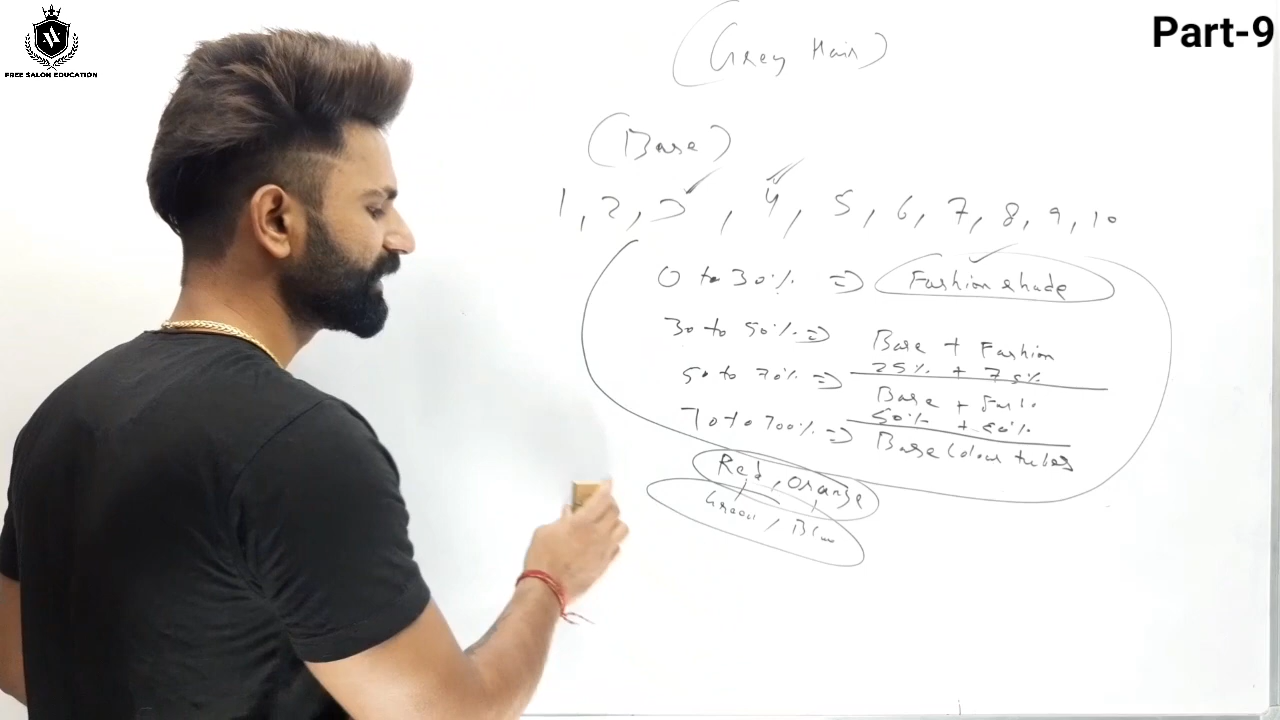 Part-9
FREE SALON EDUCATION
(Grey Hair)
(Base)
1, 2, 3, 4, 5, 6, 7, 8, 9, 10
0 to 30% => Fashion shade
30 to 50% => Base + Fashion
25% + 75%
50 to 70% => Base + Fash.
50% + 50%
70 to 100% => Base Colour tubes
Red, Orange
Green,